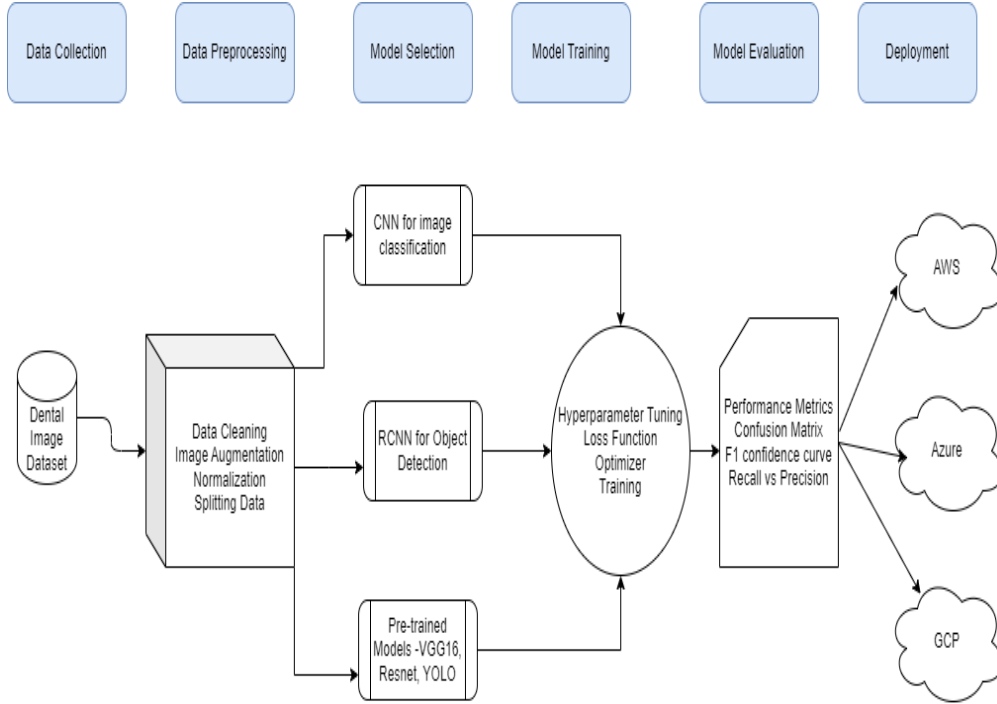 Data Collection
Data Preprocessing
Model Selection
Model Training
Model Evaluation
Deployment
Dental
Image
Dataset
Data Cleaning
Image Augmentation
Normalization
Splitting Data
CNN for image
classification
RCNN for Object
Detection
Pre-trained
Models -VGG16,
Resnet, YOLO
Hyperparameter Tuning
Loss Function
Optimizer
Training
Performance Metrics
Confusion Matrix
F1 confidence curve
Recall vs Precision
AWS
Azure
GCP